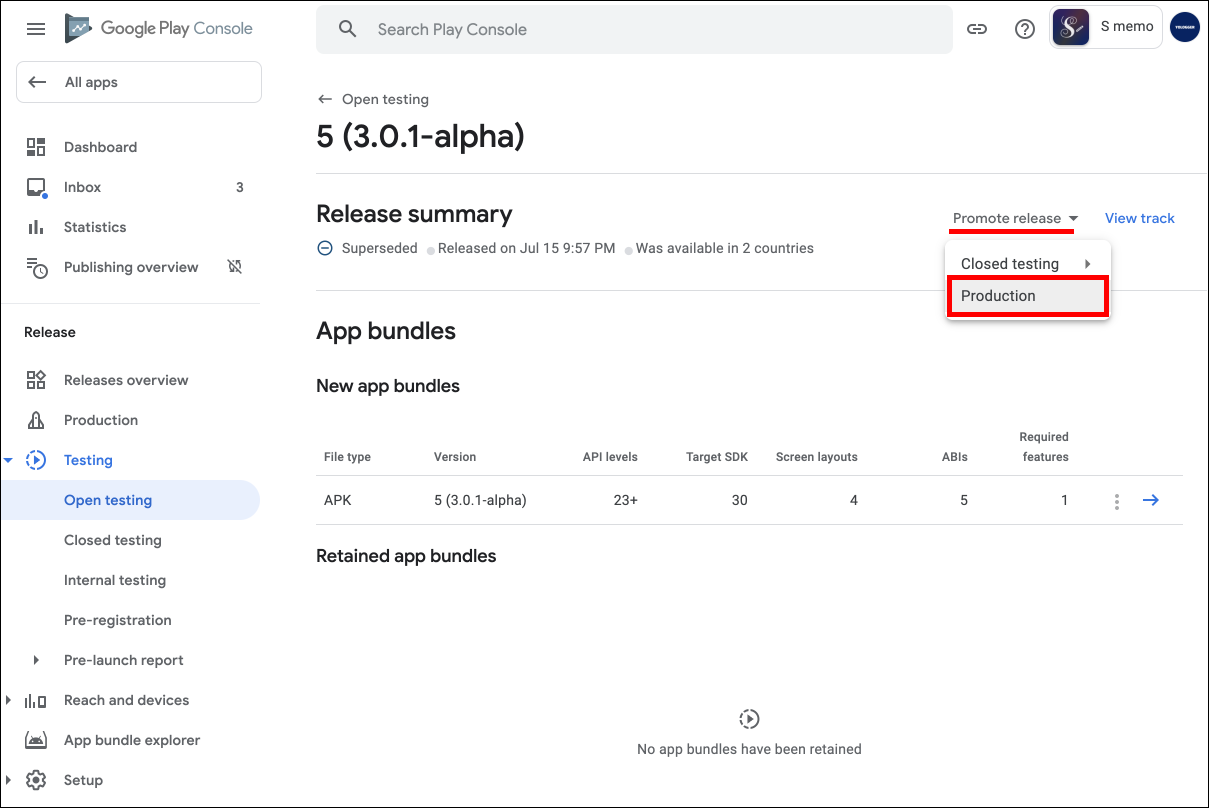 Google Play Console
Search Play Console
S memo
YOLOGGER
All apps
Dashboard
Inbox 3
Statistics
Publishing overview
Release
Releases overview
Production
Testing
Open testing
Closed testing
Internal testing
Pre-registration
Pre-launch report
Reach and devices
App bundle explorer
Setup
Open testing
5 (3.0.1-alpha)
Release summary
Promote release
View track
Superseded Released on Jul 15 9:57 PM Was available in 2 countries
Closed testing
Production
App bundles
New app bundles
File type Version API levels Target SDK Screen layouts ABIs Required features
APK 5 (3.0.1-alpha) 23+ 30 4 5 1
Retained app bundles
No app bundles have been retained